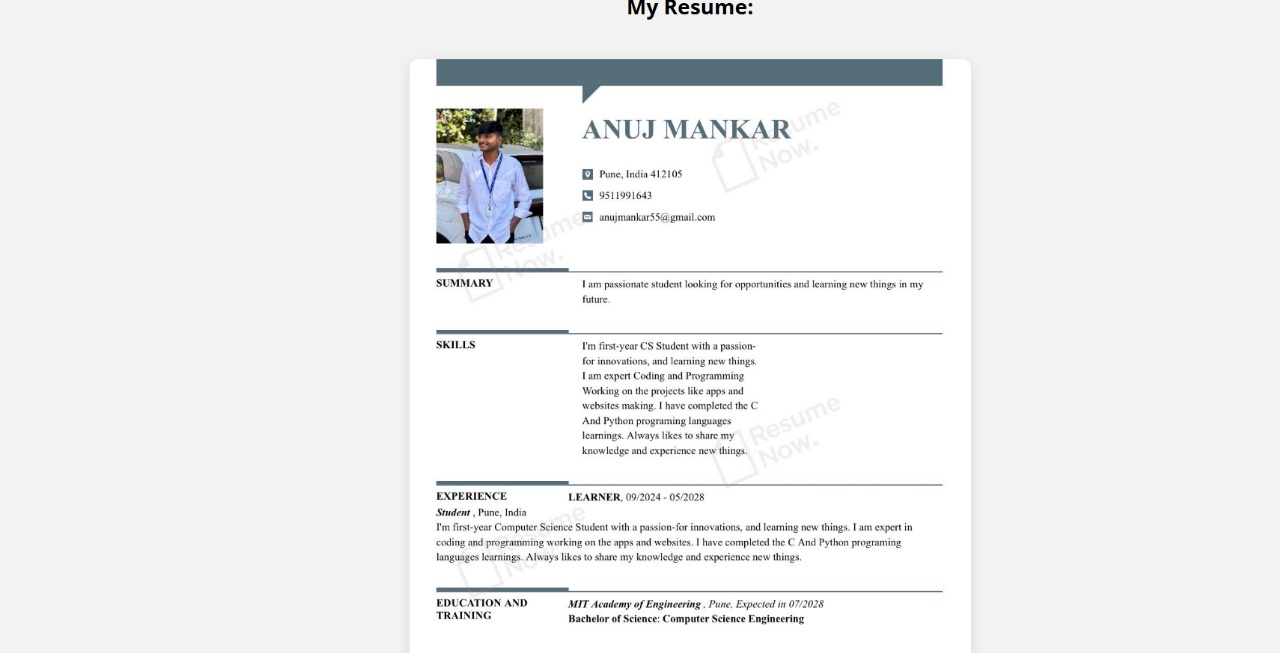 My Resume:
ANUJ MANKAR
Pune, India 412105
9511991643
anujmankar55@gmail.com
SUMMARY
I am passionate student looking for opportunities and learning new things in my
future.
SKILLS
I'm first-year CS Student with a passion-
for innovations, and learning new things.
I am expert Coding and Programming
Working on the projects like apps and
websites making. I have completed the C
And Python programing languages
learnings. Always likes to share my
knowledge and experience new things.
EXPERIENCE
LEARNER, 09/2024 - 05/2028
Student , Pune, India
I'm first-year Computer Science Student with a passion-for innovations, and learning new things. I am expert in
coding and programming working on the apps and websites. I have completed the C And Python programing
languages learnings. Always likes to share my knowledge and experience new things.
EDUCATION AND
TRAINING
MIT Academy of Engineering , Pune, Expected in 07/2028
Bachelor of Science: Computer Science Engineering
Resume
Now.
Resume
Now.
Resume
Now.
Resume
Now.